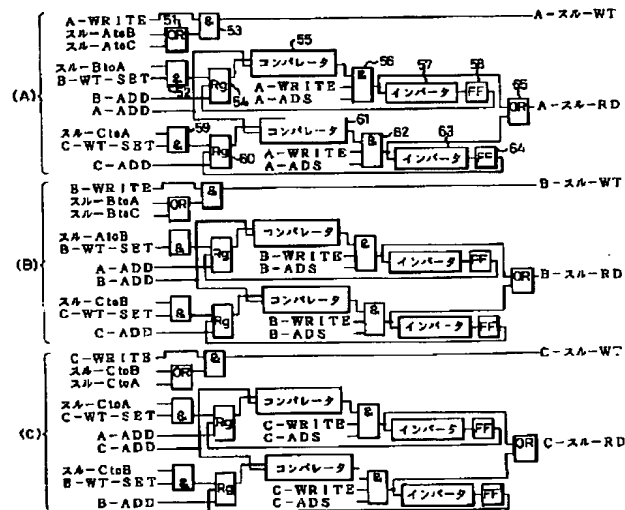 A-WRITE 51 & A-スルーWT
スルーAtoB OR 53
スルーAtoC 55
スルーBtoA コンパレータ 56 57 58
B-WT-SET & Rg & インバータ FF 65
52 54 A-WRITE OR A-スルーRD
B-ADD A-ADS
A-ADD
(A)
59 61
スルーCtoA コンパレータ 62 63
C-WT-SET & Rg & インバータ FF 64
60 A-WRITE
C-ADD A-ADS
B-WRITE & B-スルーWT
スルーBtoA OR
スルーBtoC
スルーAtoB コンパレータ
B-WT-SET & Rg & インバータ FF
B-WRITE
A-ADD B-ADS
B-ADD OR B-スルーRD
(B)
スルーCtoB コンパレータ
C-WT-SET & Rg & インバータ FF
B-WRITE
C-ADD B-ADS
C-WRITE & C-スルーWT
スルーCtoB OR
スルーCtoA
スルーCtoA コンパレータ
C-WT-SET & Rg & インバータ FF
C-WRITE
A-ADD C-ADS
C-ADD OR C-スルーRD
(C)
スルーCtoB コンパレータ
B-WT-SET & Rg & インバータ FF
C-WRITE
B-ADD C-ADS